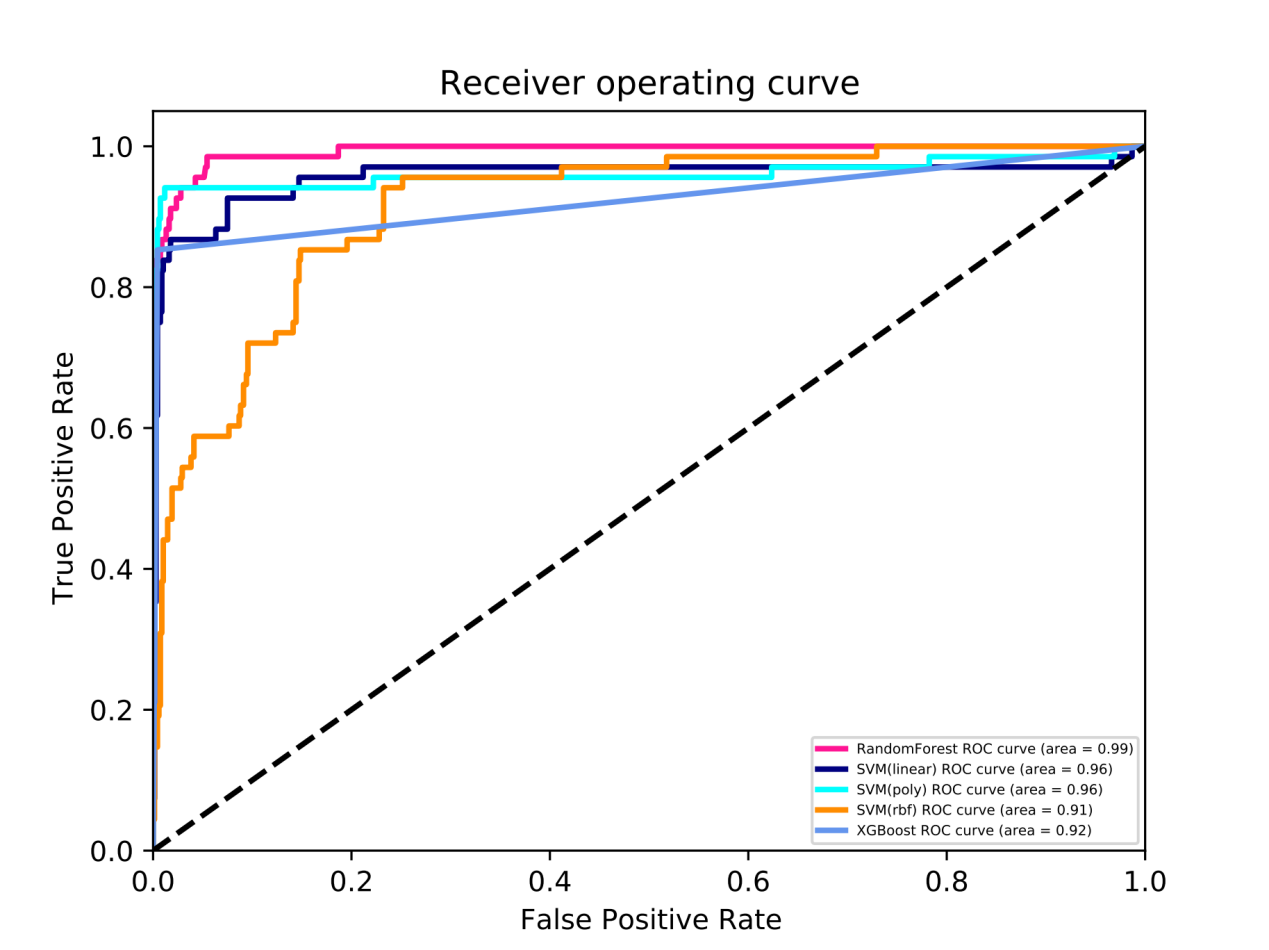 Receiver operating curve
True Positive Rate
1.0
0.8
0.6
0.4
0.2
0.0
RandomForest ROC curve (area = 0.99)
SVM(linear) ROC curve (area = 0.96)
SVM(poly) ROC curve (area = 0.96)
SVM(rbf) ROC curve (area = 0.91)
XGBoost ROC curve (area = 0.92)
0.0 0.2 0.4 0.6 0.8 1.0
False Positive Rate